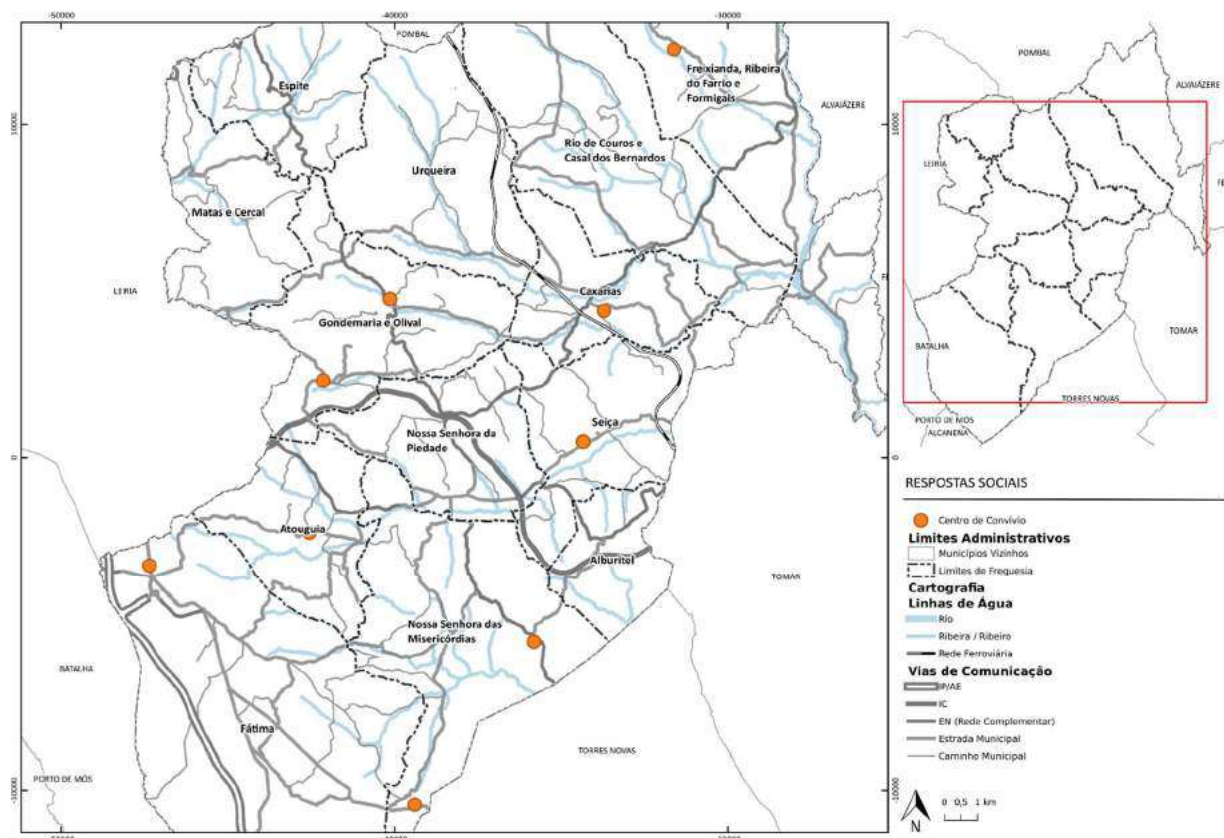 -50000
-40000
-30000
POMBAL
Espite
Freixianda, Ribeira
do Farrio e
Formigais
ALVAIÁZERE
10000
10000
Rio de Couros e
Casal dos Bernardos
Urqueira
Matas e Cercal
LEIRIA
Caxarias
Gondemaria e Olival
Seiça
Nossa Senhora da
Piedade
0
0
Atouguia
Alburitel
TOMAR
Nossa Senhora das
Misericórdias
BATALHA
Fátima
TORRES NOVAS
PORTO DE MÓS
-10000
-10000
POMBAL
ALVAIÁZERE
LEIRIA
FE
TOMAR
BATALHA
TORRES NOVAS
PORTO DE MÓS
ALCANENA
RESPOSTAS SOCIAIS
Centro de Convívio
Limites Administrativos
Municípios Vizinhos
Limites de Freguesia
Cartografia
Linhas de Água
Rio
Ribeira / Ribeiro
Rede Ferroviária
Vias de Comunicação
IP/AE
IC
EN (Rede Complementar)
Estrada Municipal
Caminho Municipal
0 0,5 1 km
N